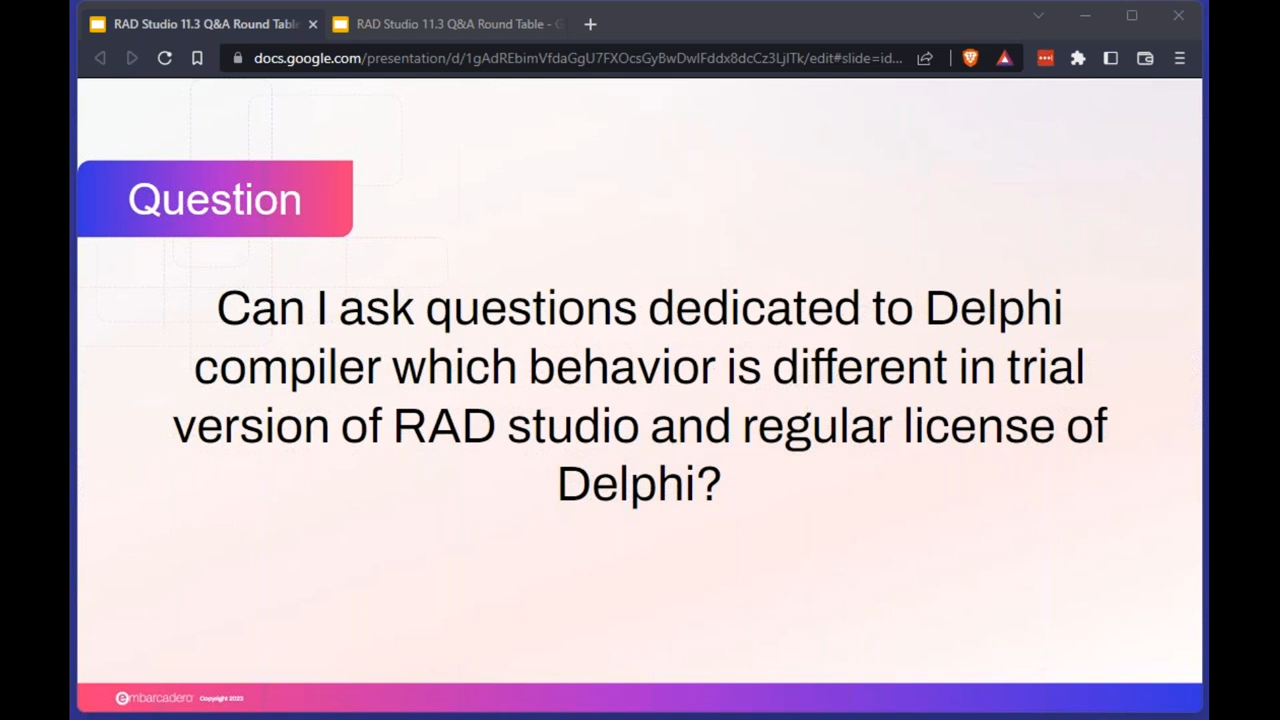 RAD Studio 11.3 Q&A Round Tabl
RAD Studio 11.3 Q&A Round Table - G
docs.google.com/presentation/d/1gAdREbimVfdaGgU7FXOcsGyBwDwIFddx8dcCz3LjITk/edit#slide=id...
Question
Can I ask questions dedicated to Delphi
compiler which behavior is different in trial
version of RAD studio and regular license of
Delphi?
embarcadero Copyright 2023